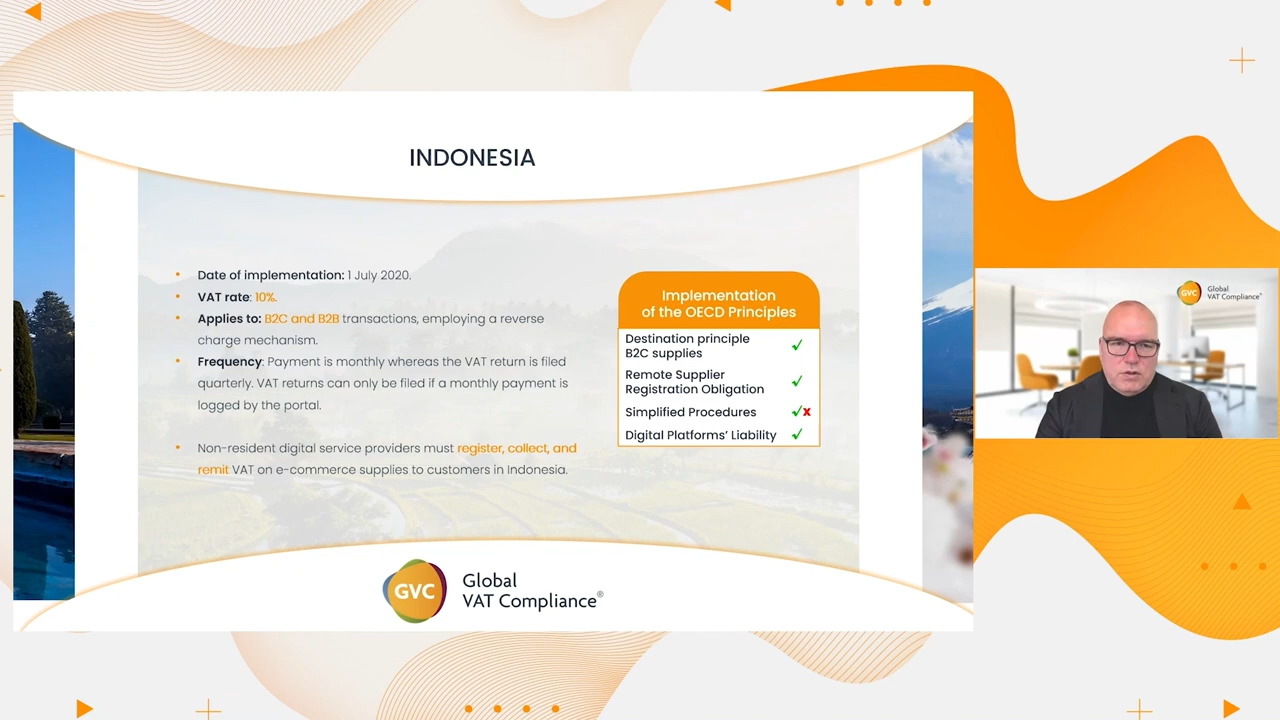 INDONESIA
• Date of implementation: 1 July 2020.
• VAT rate: 10%.
• Applies to: B2C and B2B transactions, employing a reverse
charge mechanism.
• Frequency: Payment is monthly whereas the VAT return is filed
quarterly. VAT returns can only be filed if a monthly payment is
logged by the portal.
• Non-resident digital service providers must register, collect, and
remit VAT on e-commerce supplies to customers in Indonesia.
Implementation
of the OECD Principles
Destination principle
B2C supplies ✓
Remote Supplier
Registration Obligation ✓
Simplified Procedures ✓x
Digital Platforms' Liability ✓
GVC
Global
VAT Compliance®
GVC
Global
VAT Compliance®